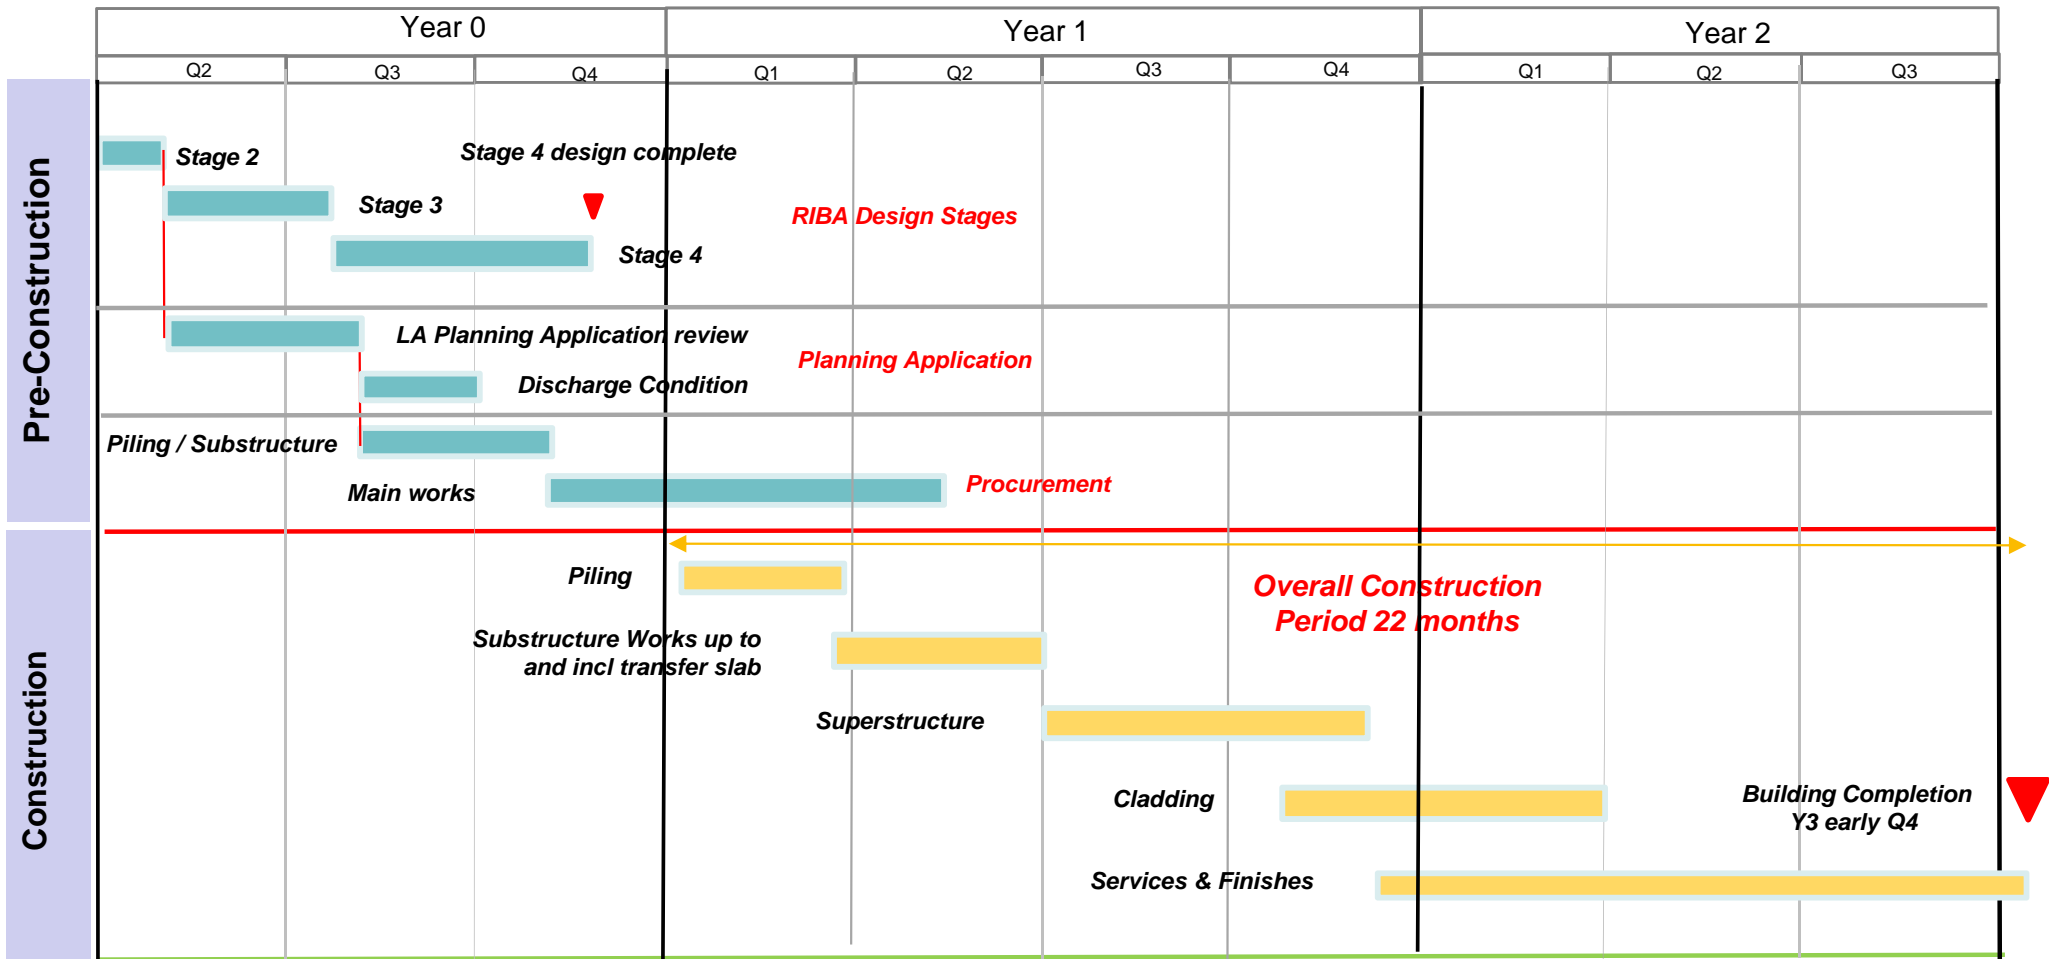 Year 0
Year 1
Year 2
Q2
Q3
Q4
Q1
Q2
Q3
Q4
Q1
Q2
Q3
Pre-Construction
Stage 2
Stage 4 design complete
Stage 3
RIBA Design Stages
Stage 4
LA Planning Application review
Planning Application
Discharge Condition
Piling / Substructure
Main works
Procurement
Construction
Piling
Overall Construction
Period 22 months
Substructure Works up to
and incl transfer slab
Superstructure
Cladding
Building Completion
Y3 early Q4
Services & Finishes